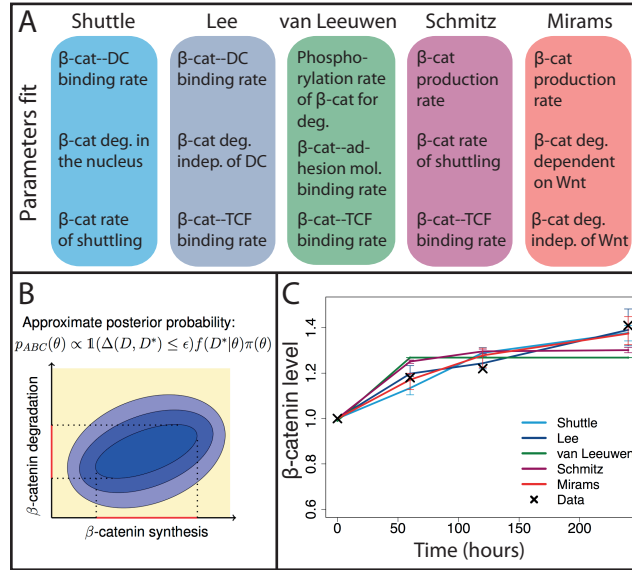 A
Shuttle
Lee
van Leeuwen
Schmitz
Mirams
Parameters fit
β-cat--DC
binding rate
β-cat deg. in
the nucleus
β-cat rate
of shuttling
β-cat--DC
binding rate
β-cat deg.
indep. of DC
β-cat--TCF
binding rate
Phospho-
rylation rate
of β-cat for
deg.
β-cat--ad-
hesion mol.
binding rate
β-cat--TCF
binding rate
β-cat
production
rate
β-cat rate
of shuttling
β-cat--TCF
binding rate
β-cat
production
rate
β-cat deg.
dependent
on Wnt
β-cat deg.
indep. of Wnt
B
Approximate posterior probability:
p_{ABC}(θ) ∝ 𝟙(Δ(D, D*) ≤ ϵ)f(D*|θ)π(θ)
β-catenin degradation
β-catenin synthesis
C
β-catenin level
1.4
1.2
1.0
0.8
0.6
Shuttle
Lee
van Leeuwen
Schmitz
Mirams
Data
0 50 100 150 200
Time (hours)